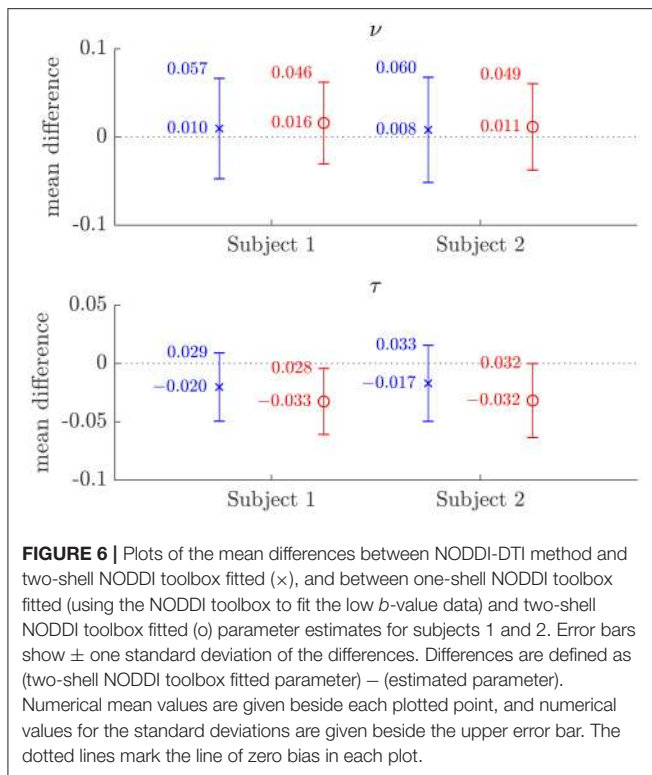 ν
0.1
0.057
0.046
0.060
0.049
0.010
0.016
0.008
0.011
0
-0.1
mean difference
Subject 1
Subject 2
τ
0.05
0.029
0.028
0.033
0.032
0
−0.020
−0.033
−0.017
−0.032
-0.05
-0.1
mean difference
Subject 1
Subject 2
FIGURE 6 | Plots of the mean differences between NODDI-DTI method and
two-shell NODDI toolbox fitted (×), and between one-shell NODDI toolbox
fitted (using the NODDI toolbox to fit the low b-value data) and two-shell
NODDI toolbox fitted (o) parameter estimates for subjects 1 and 2. Error bars
show ± one standard deviation of the differences. Differences are defined as
(two-shell NODDI toolbox fitted parameter) − (estimated parameter).
Numerical mean values are given beside each plotted point, and numerical
values for the standard deviations are given beside the upper error bar. The
dotted lines mark the line of zero bias in each plot.